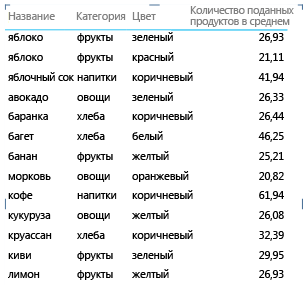 Название Категория Цвет Количество поданных продуктов в среднем
яблоко фрукты зеленый 26,93
яблоко фрукты красный 21,11
яблочный сок напитки коричневый 41,94
авокадо овощи зеленый 26,33
баранка хлеба коричневый 26,44
багет хлеба белый 46,25
банан фрукты желтый 25,21
морковь овощи оранжевый 20,82
кофе напитки коричневый 61,94
кукуруза овощи желтый 26,08
круассан хлеба коричневый 32,39
киви фрукты зеленый 29,95
лимон фрукты желтый 26,93